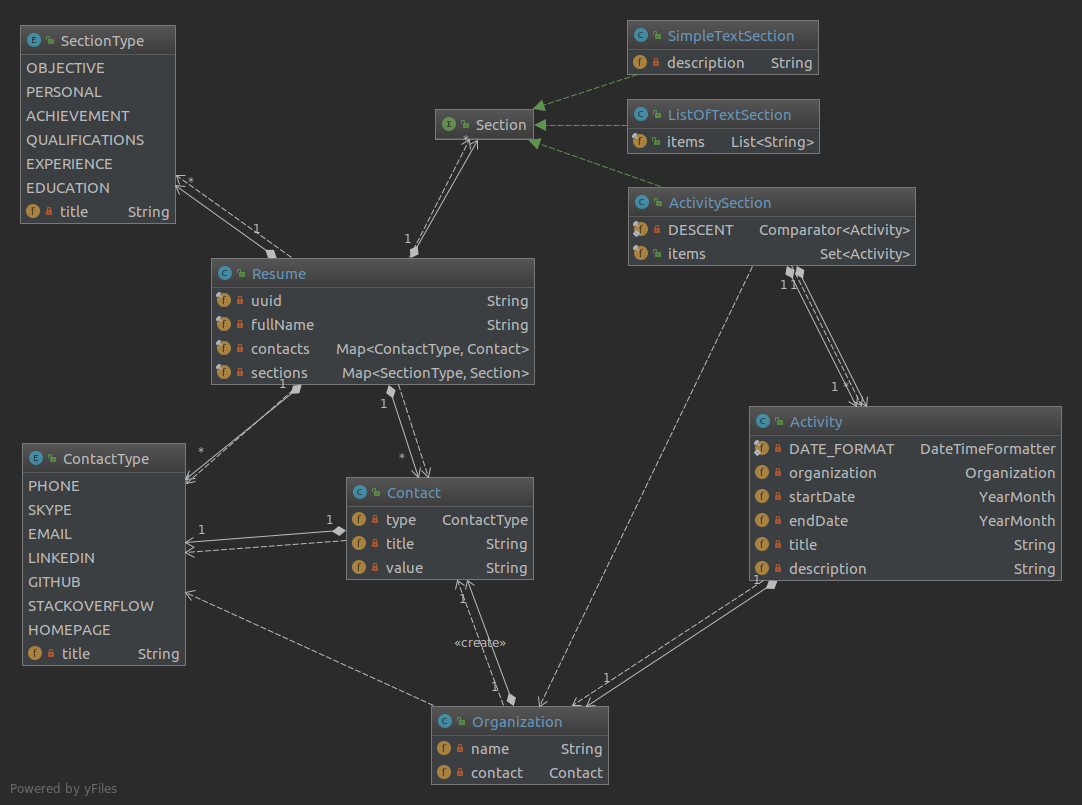 SectionType
OBJECTIVE
PERSONAL
ACHIEVEMENT
QUALIFICATIONS
EXPERIENCE
EDUCATION
f title String
SimpleTextSection
f description String
Section
ListOfTextSection
f items List<String>
ActivitySection
f DESCENT Comparator<Activity>
f items Set<Activity>
* 1
1 *
1 1
1 *
Resume
f uuid String
f fullName String
f contacts Map<ContactType, Contact>
f sections Map<SectionType, Section>
1 *
1 *
ContactType
PHONE
SKYPE
EMAIL
LINKEDIN
GITHUB
STACKOVERFLOW
HOMEPAGE
f title String
1 1
Contact
f type ContactType
f title String
f value String
Activity
f DATE_FORMAT DateTimeFormatter
f organization Organization
f startDate YearMonth
f endDate YearMonth
f title String
f description String
1
«create»
1
1
1
Organization
f name String
f contact Contact
Powered by yFiles